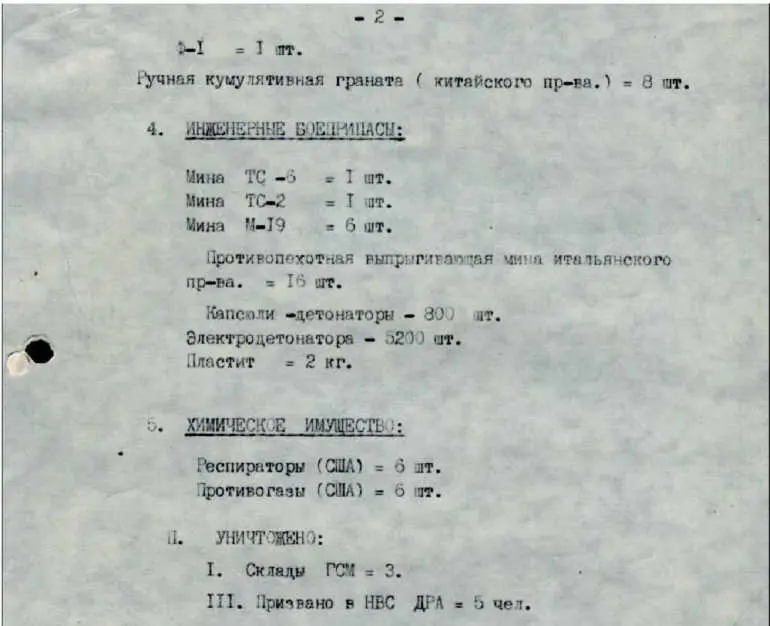 - 2 -
Ф-I = I шт.
Ручная кумулятивная граната ( китайского пр-ва.) = 8 шт.
4. ИНЖЕНЕРНЫЕ БОЕПРИПАСЫ:
Мина ТС -6 = I шт.
Мина ТС-2 = I шт.
Мина М-I9 = 6 шт.
Противопехотная выпрыгивающая мина итальянского
пр-ва. = I6 шт.
Капсюли -детонаторы - 800 шт.
Электродетонатора - 5200 шт.
Пластит = 2 кг.
5. ХИМИЧЕСКОЕ ИМУЩЕСТВО:
Респираторы (США) = 6 шт.
Противогазы (США) = 6 шт.
П. УНИЧТОЖЕНО:
I. Склады ГСМ = 3.
III. Призвано в НВС ДРА = 5 чел.